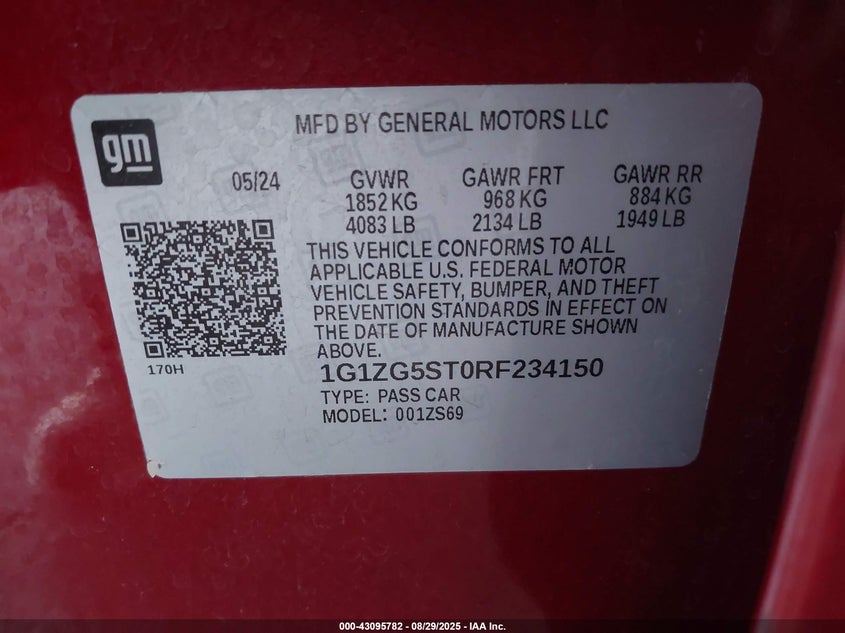 gm
MFD BY GENERAL MOTORS LLC
05/24 GVWR GAWR FRT GAWR RR
1852 KG 968 KG 884 KG
4083 LB 2134 LB 1949 LB
THIS VEHICLE CONFORMS TO ALL
APPLICABLE U.S. FEDERAL MOTOR
VEHICLE SAFETY, BUMPER, AND THEFT
PREVENTION STANDARDS IN EFFECT ON
THE DATE OF MANUFACTURE SHOWN
ABOVE.
170H
1G1ZG5ST0RF234150
TYPE: PASS CAR
MODEL: 001ZS69
000-43095782 - 08/29/2025 - IAA Inc.